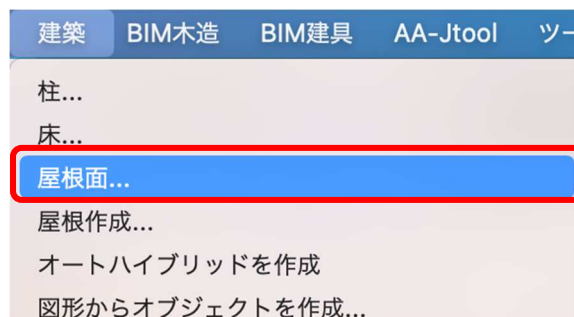 建築 BIM木造 BIM建具 AA-Jtool ツー
柱...
床...
屋根面...
屋根作成...
オートハイブリッドを作成
図形からオブジェクトを作成...